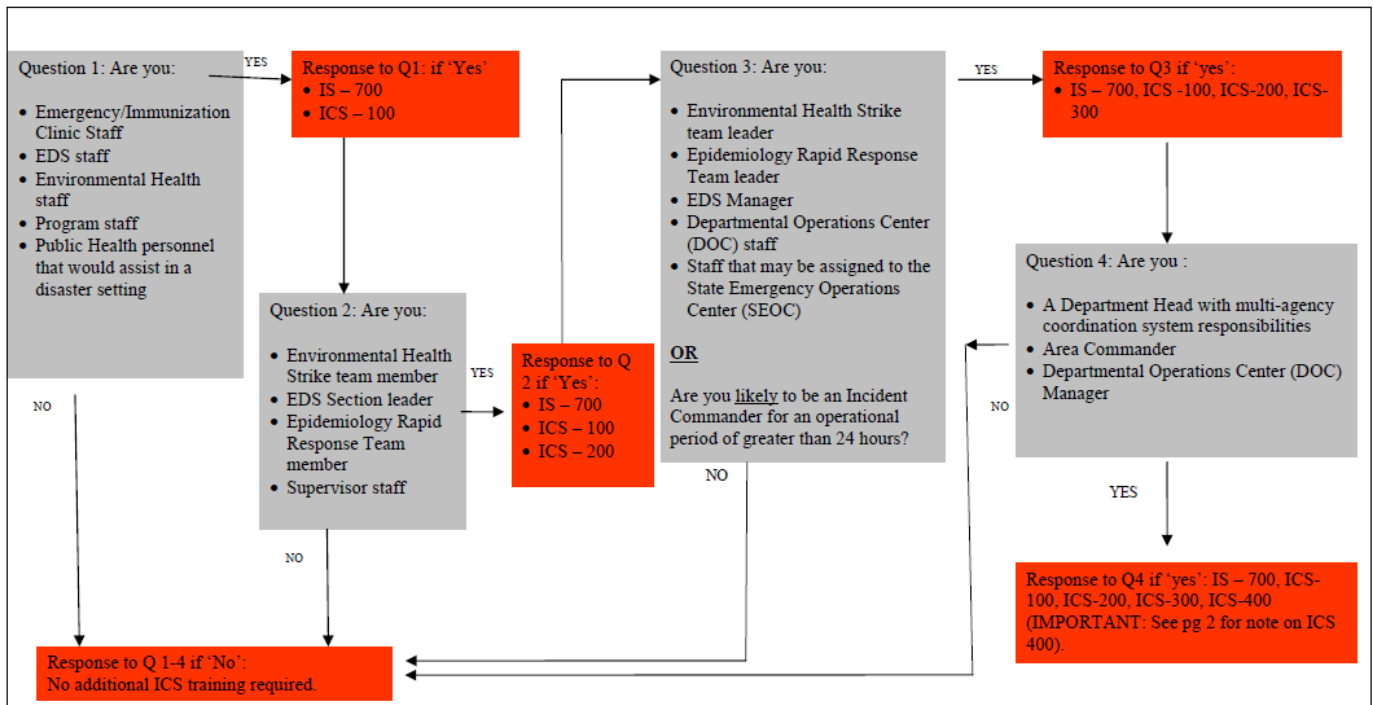 Question 1: Are you:
• Emergency/Immunization
Clinic Staff
• EDS staff
• Environmental Health
staff
• Program staff
• Public Health personnel
that would assist in a
disaster setting
YES
NO
Response to Q1: if ‘Yes’
• IS – 700
• ICS – 100
Question 2: Are you:
• Environmental Health
Strike team member
• EDS Section leader
• Epidemiology Rapid
Response Team
member
• Supervisor staff
YES
NO
Response to Q
2 if ‘Yes’:
• IS – 700
• ICS – 100
• ICS – 200
Question 3: Are you:
• Environmental Health Strike
team leader
• Epidemiology Rapid Response
Team leader
• EDS Manager
• Departmental Operations Center
(DOC) staff
• Staff that may be assigned to the
State Emergency Operations
Center (SEOC)
OR
Are you likely to be an Incident
Commander for an operational
period of greater than 24 hours?
YES
NO
Response to Q3 if ‘yes’:
• IS – 700, ICS -100, ICS-200, ICS-
300
Question 4: Are you :
• A Department Head with multi-agency
coordination system responsibilities
• Area Commander
• Departmental Operations Center (DOC)
Manager
NO
YES
Response to Q4 if ‘yes’: IS – 700, ICS-
100, ICS-200, ICS-300, ICS-400
(IMPORTANT: See pg 2 for note on ICS
400).
Response to Q 1-4 if ‘No’:
No additional ICS training required.